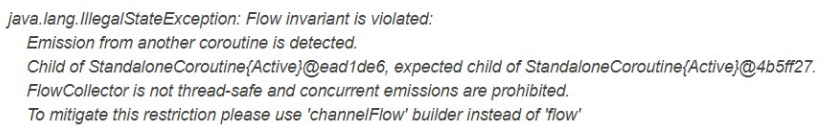 java.lang.IllegalStateException: Flow invariant is violated:
Emission from another coroutine is detected.
Child of StandaloneCoroutine{Active}@ead1de6, expected child of StandaloneCoroutine{Active}@4b5ff27.
FlowCollector is not thread-safe and concurrent emissions are prohibited.
To mitigate this restriction please use 'channelFlow' builder instead of 'flow'